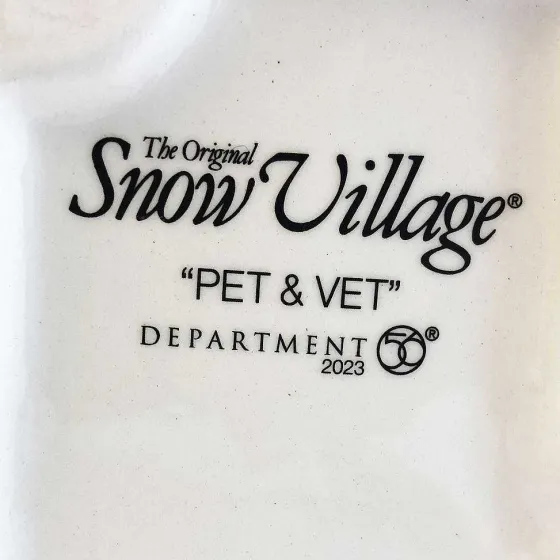 The Original
Snow Village®
“PET & VET”
DEPARTMENT 56®
2023